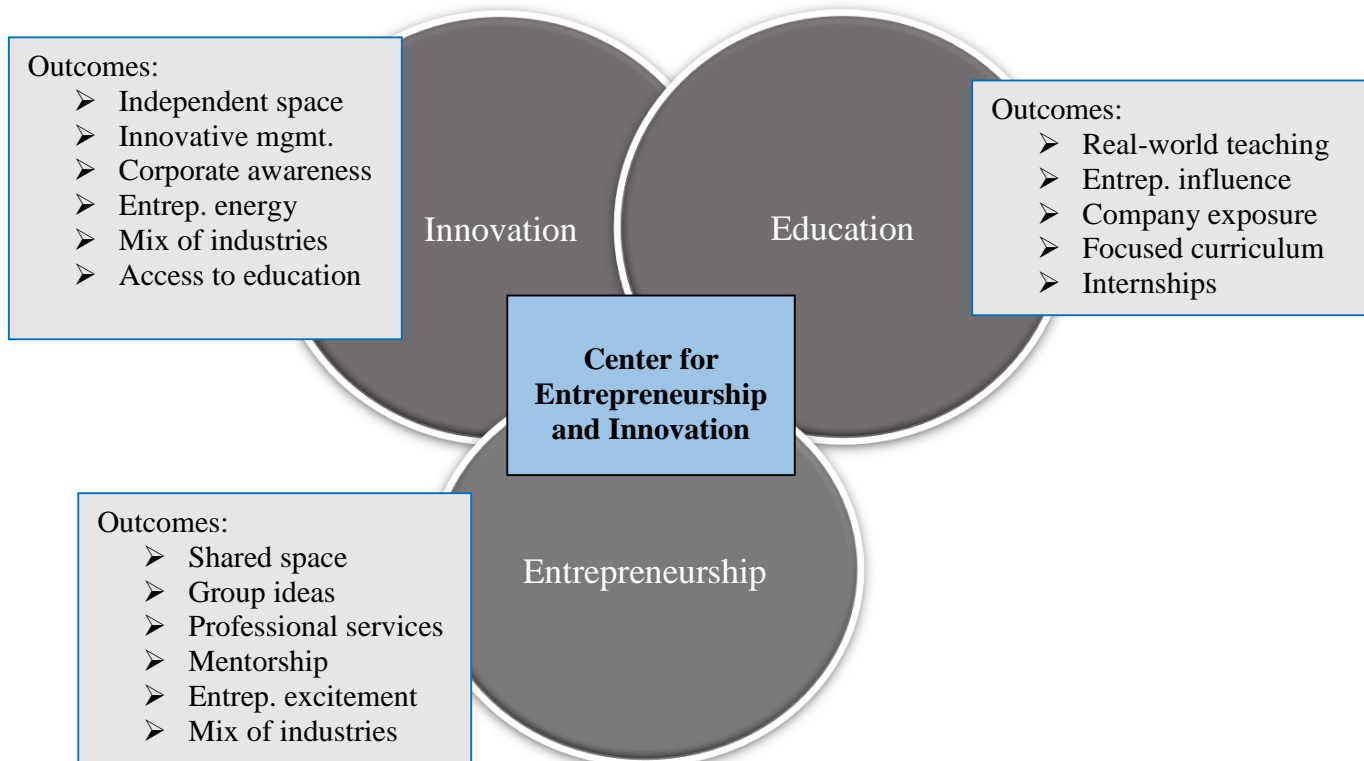 Outcomes:
➢ Independent space
➢ Innovative mgmt.
➢ Corporate awareness
➢ Entrep. energy
➢ Mix of industries
➢ Access to education
Innovation
Education
Outcomes:
➢ Real-world teaching
➢ Entrep. influence
➢ Company exposure
➢ Focused curriculum
➢ Internships
Center for
Entrepreneurship
and Innovation
Outcomes:
➢ Shared space
➢ Group ideas
➢ Professional services
➢ Mentorship
➢ Entrep. excitement
➢ Mix of industries
Entrepreneurship